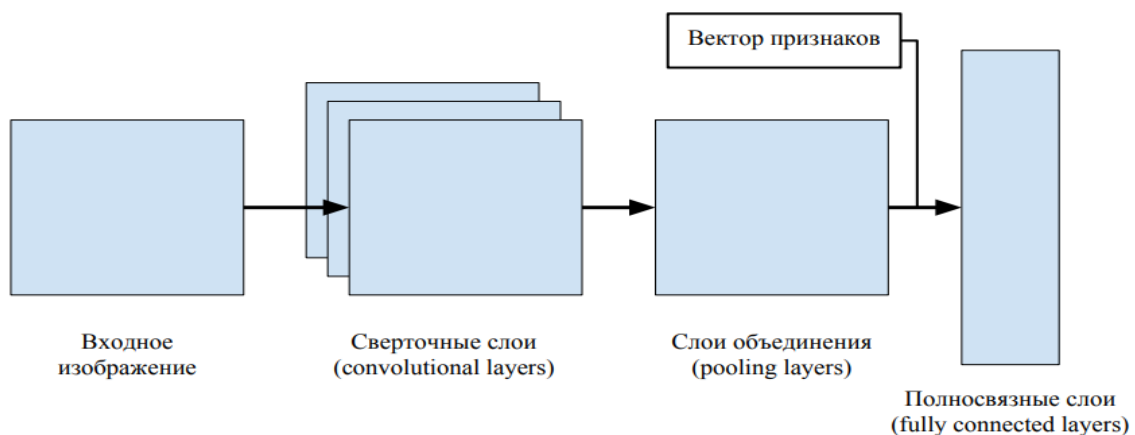 Вектор признаков
Входное
изображение
Сверточные слои
(convolutional layers)
Слои объединения
(pooling layers)
Полносвязные слои
(fully connected layers)